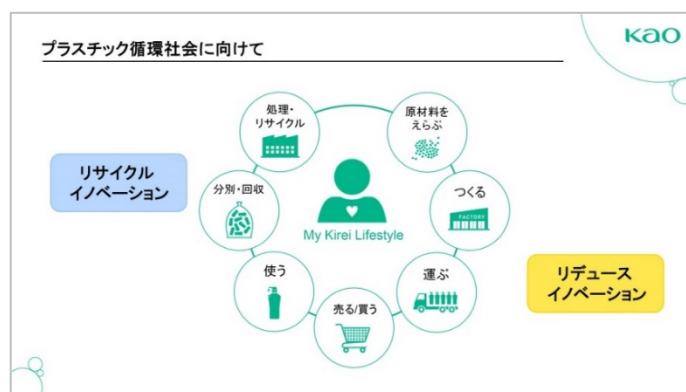 プラスチック循環社会に向けて
Kao
処理・
リサイクル
原材料を
えらぶ
リサイクル
イノベーション
分別・回収
つくる
FACTORY
My Kirei Lifestyle
使う
運ぶ
リデュース
イノベーション
売る/買う